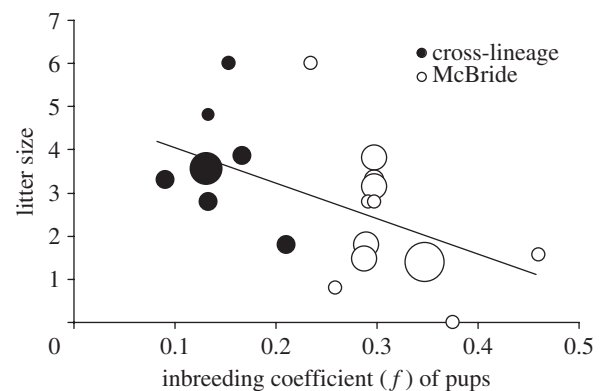 7
6
5
4
3
2
1
litter size
cross-lineage
McBride
0 0.1 0.2 0.3 0.4 0.5
inbreeding coefficient (f) of pups